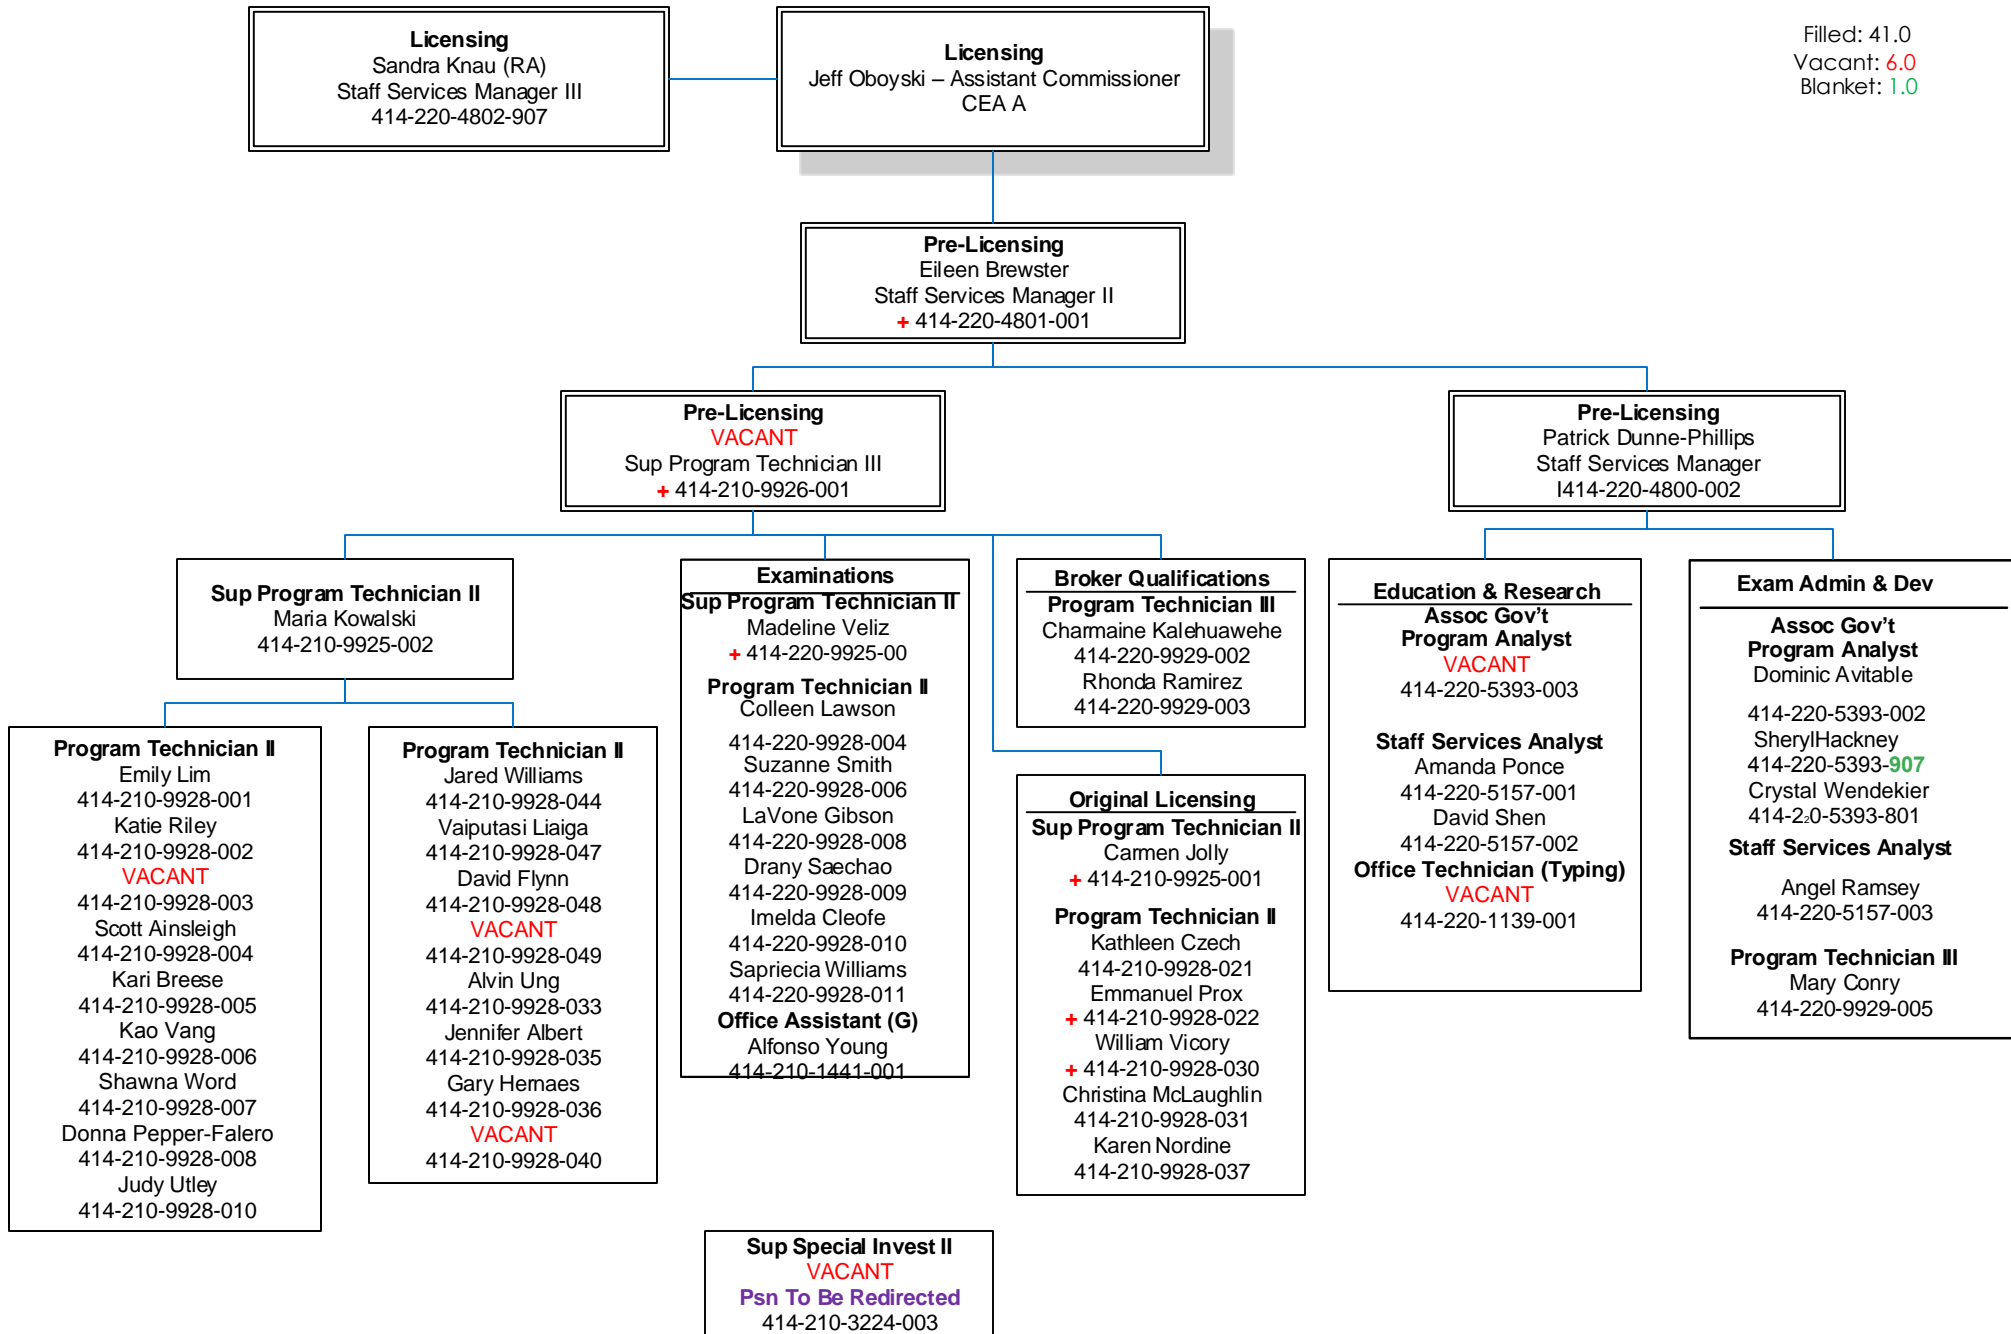 Licensing
Sandra Knau (RA)
Staff Services Manager III
414-220-4802-907
Licensing
Jeff Oboyski – Assistant Commissioner
CEA A
Filled: 41.0
Vacant: 6.0
Blanket: 1.0
Pre-Licensing
Eileen Brewster
Staff Services Manager II
+ 414-220-4801-001
Pre-Licensing
VACANT
Sup Program Technician III
+ 414-210-9926-001
Pre-Licensing
Patrick Dunne-Phillips
Staff Services Manager
I414-220-4800-002
Sup Program Technician II
Maria Kowalski
414-210-9925-002
Program Technician II
Emily Lim
414-210-9928-001
Katie Riley
414-210-9928-002
VACANT
414-210-9928-003
Scott Ainsleigh
414-210-9928-004
Kari Breese
414-210-9928-005
Kao Vang
414-210-9928-006
Shawna Word
414-210-9928-007
Donna Pepper-Falero
414-210-9928-008
Judy Utley
414-210-9928-010
Program Technician II
Jared Williams
414-210-9928-044
Vaiputasi Liaiga
414-210-9928-047
David Flynn
414-210-9928-048
VACANT
414-210-9928-049
Alvin Ung
414-210-9928-033
Jennifer Albert
414-210-9928-035
Gary Hernaes
414-210-9928-036
VACANT
414-210-9928-040
Examinations
Sup Program Technician II
Madeline Veliz
+ 414-220-9925-00
Program Technician II
Colleen Lawson
414-220-9928-004
Suzanne Smith
414-220-9928-006
LaVone Gibson
414-220-9928-008
Drany Saechao
414-220-9928-009
Imelda Cleofe
414-220-9928-010
Sapriecia Williams
414-220-9928-011
Office Assistant (G)
Alfonso Young
414-210-1441-001
Broker Qualifications
Program Technician III
Charmaine Kalehuawehe
414-220-9929-002
Rhonda Ramirez
414-220-9929-003
Original Licensing
Sup Program Technician II
Carmen Jolly
+ 414-210-9925-001
Program Technician II
Kathleen Czech
414-210-9928-021
Emmanuel Prox
+ 414-210-9928-022
William Vicory
+ 414-210-9928-030
Christina McLaughlin
414-210-9928-031
Karen Nordine
414-210-9928-037
Education & Research
Assoc Gov't
Program Analyst
VACANT
414-220-5393-003
Staff Services Analyst
Amanda Ponce
414-220-5157-001
David Shen
414-220-5157-002
Office Technician (Typing)
VACANT
414-220-1139-001
Exam Admin & Dev
Assoc Gov't
Program Analyst
Dominic Avitable
414-220-5393-002
SherylHackney
414-220-5393-907
Crystal Wendekier
414-220-5393-801
Staff Services Analyst
Angel Ramsey
414-220-5157-003
Program Technician III
Mary Conry
414-220-9929-005
Sup Special Invest II
VACANT
Psn To Be Redirected
414-210-3224-003